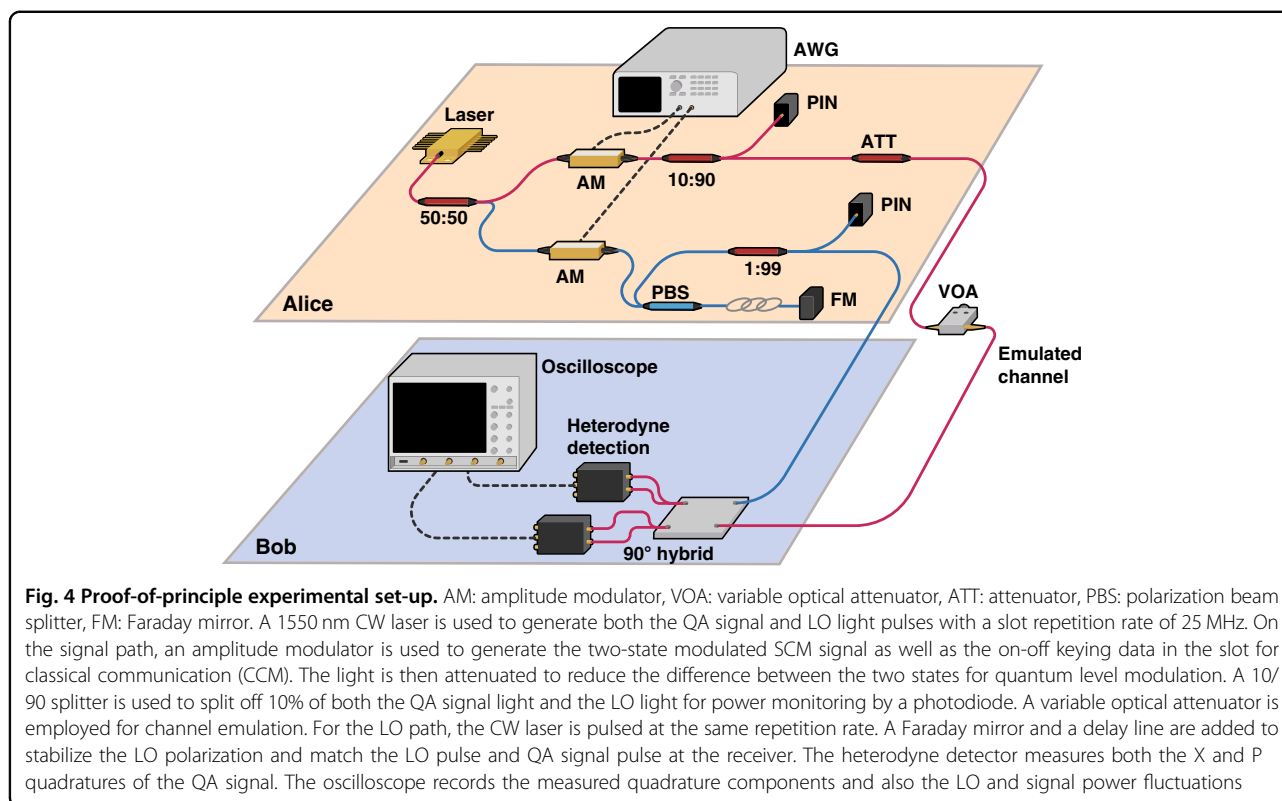 AWG
Laser
PIN
ATT
AM
10:90
50:50
PIN
AM
1:99
PBS
FM
VOA
Alice
Emulated
channel
Oscilloscope
Heterodyne
detection
90° hybrid
Bob
Fig. 4 Proof-of-principle experimental set-up. AM: amplitude modulator, VOA: variable optical attenuator, ATT: attenuator, PBS: polarization beam
splitter, FM: Faraday mirror. A 1550 nm CW laser is used to generate both the QA signal and LO light pulses with a slot repetition rate of 25 MHz. On
the signal path, an amplitude modulator is used to generate the two-state modulated SCM signal as well as the on-off keying data in the slot for
classical communication (CCM). The light is then attenuated to reduce the difference between the two states for quantum level modulation. A 10/
90 splitter is used to split off 10% of both the QA signal light and the LO light for power monitoring by a photodiode. A variable optical attenuator is
employed for channel emulation. For the LO path, the CW laser is pulsed at the same repetition rate. A Faraday mirror and a delay line are added to
stabilize the LO polarization and match the LO pulse and QA signal pulse at the receiver. The heterodyne detector measures both the X and P
quadratures of the QA signal. The oscilloscope records the measured quadrature components and also the LO and signal power fluctuations